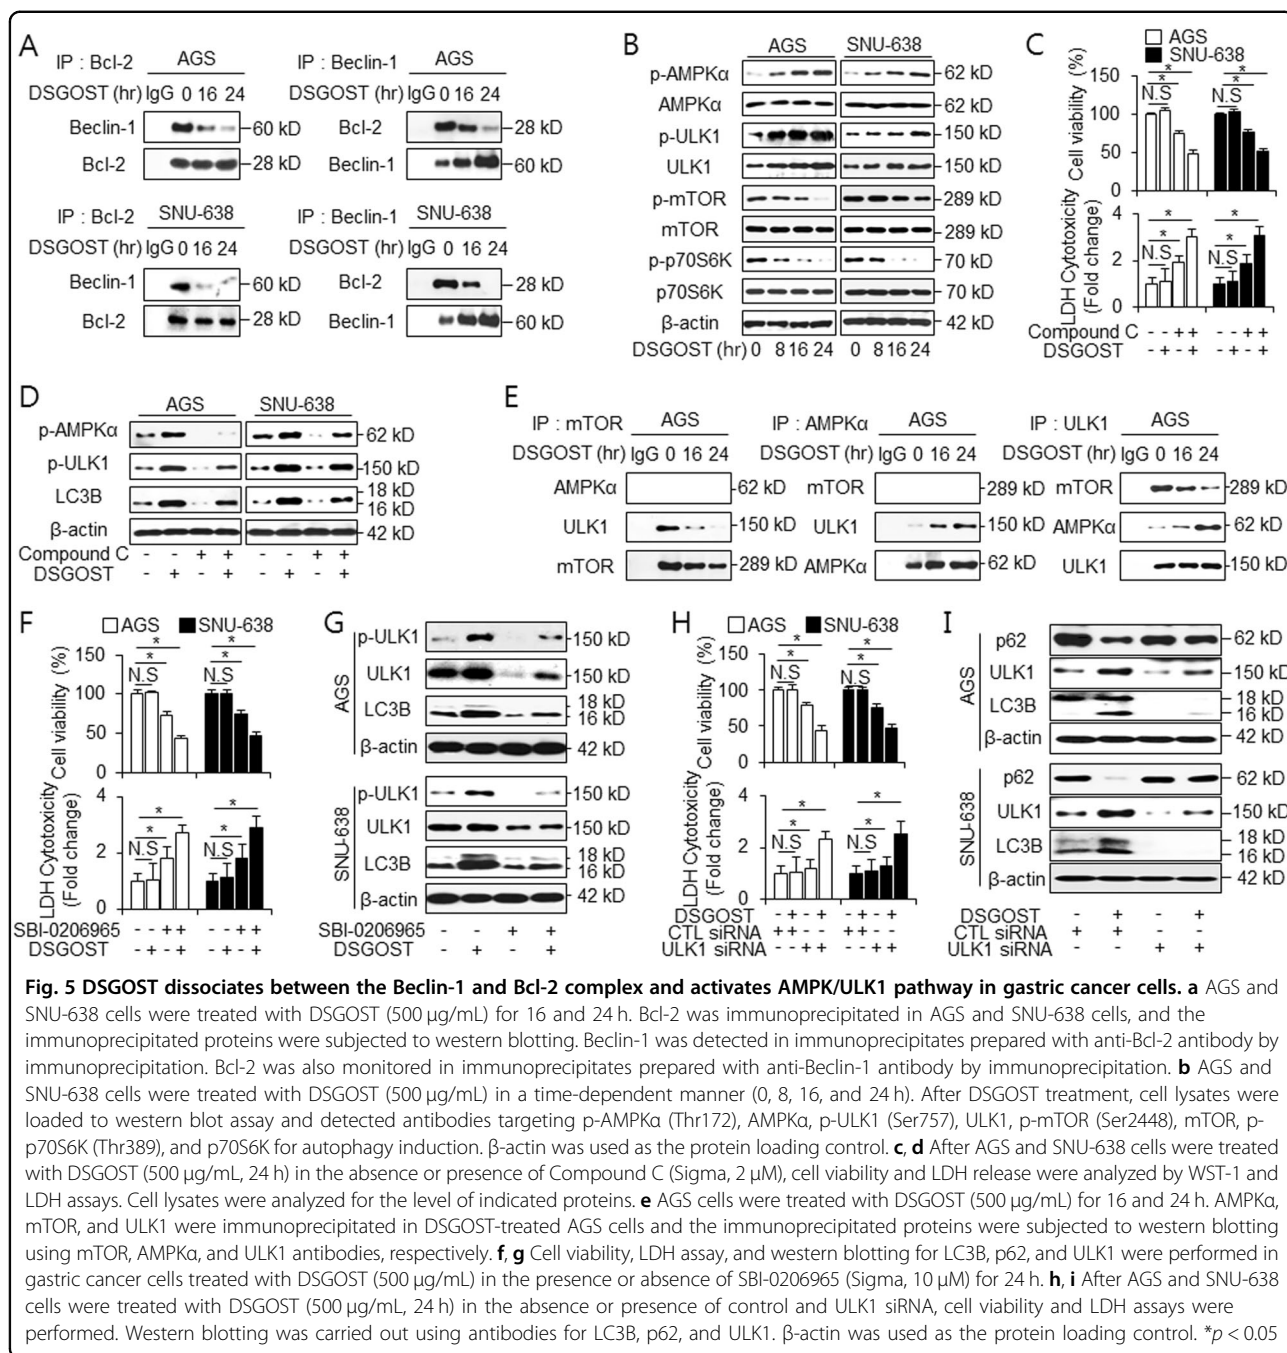 A
IP : Bcl-2 AGS
DSGOST (hr) IgG 0 16 24
Beclin-1 60 kD
Bcl-2 28 kD
IP : Beclin-1 AGS
DSGOST (hr) IgG 0 16 24
Bcl-2 28 kD
Beclin-1 60 kD
IP : Bcl-2 SNU-638
DSGOST (hr) IgG 0 16 24
Beclin-1 60 kD
Bcl-2 28 kD
IP : Beclin-1 SNU-638
DSGOST (hr) IgG 0 16 24
Bcl-2 28 kD
Beclin-1 60 kD
B
AGS SNU-638
p-AMPKα 62 kD
AMPKα 62 kD
p-ULK1 150 kD
ULK1 150 kD
p-mTOR 289 kD
mTOR 289 kD
p-p70S6K 70 kD
p70S6K 70 kD
β-actin 42 kD
DSGOST (hr) 0 8 16 24 0 8 16 24
C
AGS
SNU-638
Cell viability (%)
150
100
50
0
N.S * * N.S * *
LDH Cytotoxicity (Fold change)
4
2
0
N.S * * N.S * *
Compound C - - + + - - + +
DSGOST - + - + - + - +
D
AGS SNU-638
p-AMPKα 62 kD
p-ULK1 150 kD
LC3B 18 kD
16 kD
β-actin 42 kD
Compound C - - + + - - + +
DSGOST - + - + - + - +
E
IP : mTOR AGS
DSGOST (hr) IgG 0 16 24
AMPKα 62 kD
ULK1 150 kD
mTOR 289 kD
IP : AMPKα AGS
DSGOST (hr) IgG 0 16 24
mTOR 289 kD
ULK1 150 kD
AMPKα 62 kD
IP : ULK1 AGS
DSGOST (hr) IgG 0 16 24
mTOR 289 kD
AMPKα 62 kD
ULK1 150 kD
F
AGS SNU-638
Cell viability (%)
150
100
50
0
N.S * * N.S * *
LDH Cytotoxicity (Fold change)
4
2
0
N.S * * N.S * *
SBI-0206965 - - + + - - + +
DSGOST - + - + - + - +
G
AGS
p-ULK1 150 kD
ULK1 150 kD
LC3B 18 kD
16 kD
β-actin 42 kD
SNU-638
p-ULK1 150 kD
ULK1 150 kD
LC3B 18 kD
16 kD
β-actin 42 kD
SBI-0206965 - - + +
DSGOST - + - +
H
AGS SNU-638
Cell viability (%)
150
100
50
0
N.S * * N.S * *
LDH Cytotoxicity (Fold change)
4
2
0
N.S * * N.S * *
DSGOST - + - + - + - +
CTL siRNA + + - - + + - -
ULK1 siRNA - - + + - - + +
I
AGS
p62 62 kD
ULK1 150 kD
LC3B 18 kD
16 kD
β-actin 42 kD
SNU-638
p62 62 kD
ULK1 150 kD
LC3B 18 kD
16 kD
β-actin 42 kD
DSGOST - + - +
CTL siRNA + + - -
ULK1 siRNA - - + +
Fig. 5 DSGOST dissociates between the Beclin-1 and Bcl-2 complex and activates AMPK/ULK1 pathway in gastric cancer cells. a AGS and
SNU-638 cells were treated with DSGOST (500 µg/mL) for 16 and 24 h. Bcl-2 was immunoprecipitated in AGS and SNU-638 cells, and the
immunoprecipitated proteins were subjected to western blotting. Beclin-1 was detected in immunoprecipitates prepared with anti-Bcl-2 antibody by
immunoprecipitation. Bcl-2 was also monitored in immunoprecipitates prepared with anti-Beclin-1 antibody by immunoprecipitation. b AGS and
SNU-638 cells were treated with DSGOST (500 µg/mL) in a time-dependent manner (0, 8, 16, and 24 h). After DSGOST treatment, cell lysates were
loaded to western blot assay and detected antibodies targeting p-AMPKα (Thr172), AMPKα, p-ULK1 (Ser757), ULK1, p-mTOR (Ser2448), mTOR, p-
p70S6K (Thr389), and p70S6K for autophagy induction. β-actin was used as the protein loading control. c, d After AGS and SNU-638 cells were treated
with DSGOST (500 µg/mL, 24 h) in the absence or presence of Compound C (Sigma, 2 µM), cell viability and LDH release were analyzed by WST-1 and
LDH assays. Cell lysates were analyzed for the level of indicated proteins. e AGS cells were treated with DSGOST (500 µg/mL) for 16 and 24 h. AMPKα,
mTOR, and ULK1 were immunoprecipitated in DSGOST-treated AGS cells and the immunoprecipitated proteins were subjected to western blotting
using mTOR, AMPKα, and ULK1 antibodies, respectively. f, g Cell viability, LDH assay, and western blotting for LC3B, p62, and ULK1 were performed in
gastric cancer cells treated with DSGOST (500 µg/mL) in the presence or absence of SBI-0206965 (Sigma, 10 µM) for 24 h. h, i After AGS and SNU-638
cells were treated with DSGOST (500 µg/mL, 24 h) in the absence or presence of control and ULK1 siRNA, cell viability and LDH assays were
performed. Western blotting was carried out using antibodies for LC3B, p62, and ULK1. β-actin was used as the protein loading control. *p < 0.05